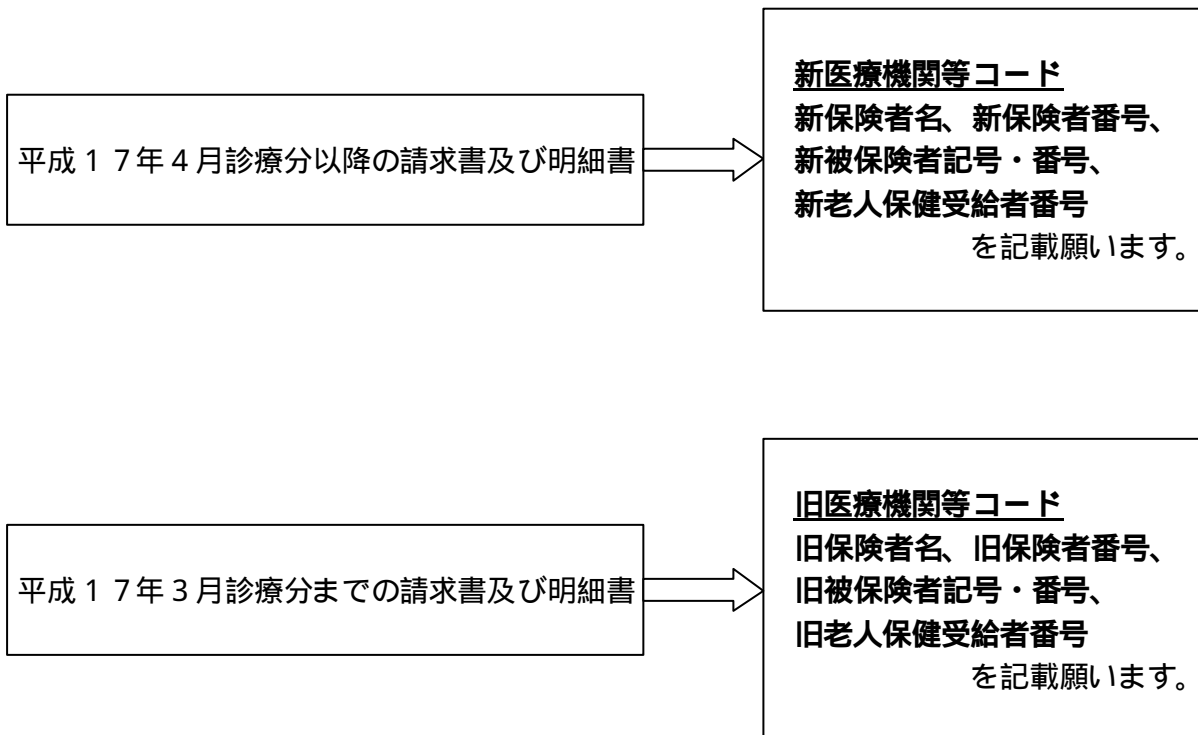 平成１７年４月診療分以降の請求書及び明細書
新医療機関等コード
新保険者名、新保険者番号、
新被保険者記号・番号、
新老人保健受給者番号
を記載願います。
平成１７年３月診療分までの請求書及び明細書
旧医療機関等コード
旧保険者名、旧保険者番号、
旧被保険者記号・番号、
旧老人保健受給者番号
を記載願います。